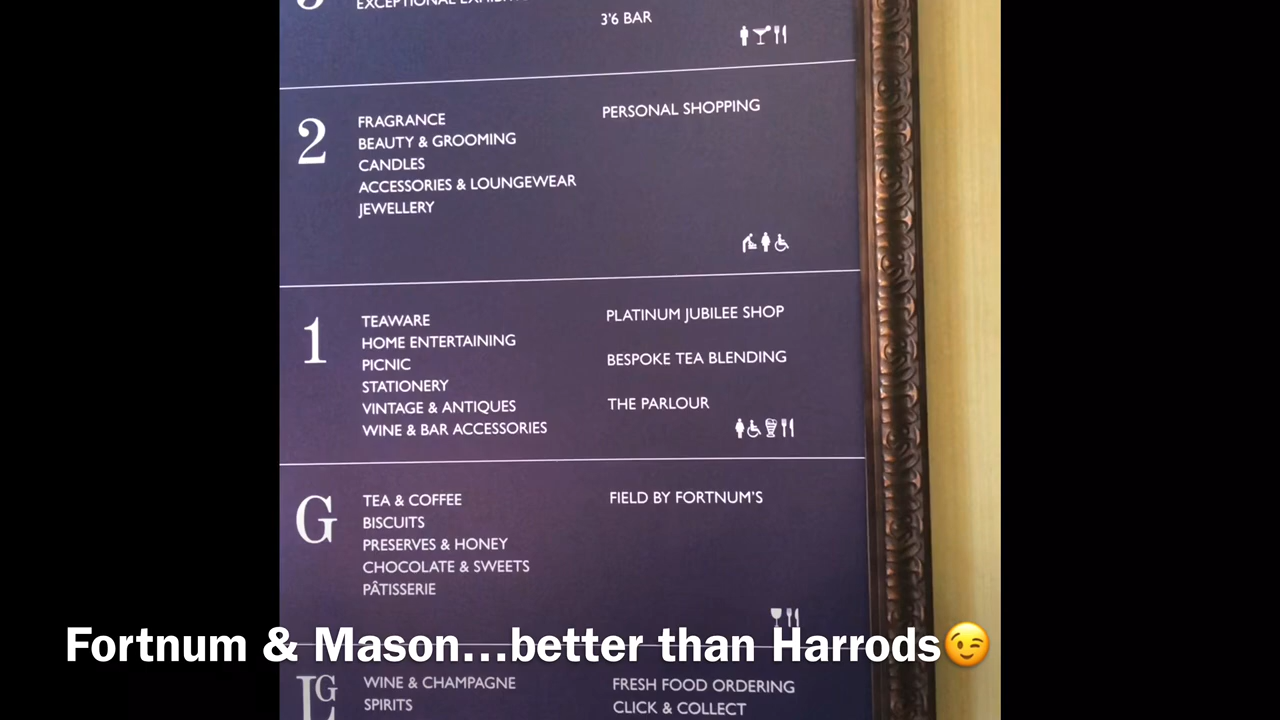 3'6 BAR
2
FRAGRANCE
BEAUTY & GROOMING
CANDLES
ACCESSORIES & LOUNGEWEAR
JEWELLERY
PERSONAL SHOPPING
1
TEAWARE
HOME ENTERTAINING
PICNIC
STATIONERY
VINTAGE & ANTIQUES
WINE & BAR ACCESSORIES
PLATINUM JUBILEE SHOP
BESPOKE TEA BLENDING
THE PARLOUR
G
TEA & COFFEE
BISCUITS
PRESERVES & HONEY
CHOCOLATE & SWEETS
PÂTISSERIE
FIELD BY FORTNUM'S
Fortnum & Mason...better than Harrods😉
LG
WINE & CHAMPAGNE
SPIRITS
FRESH FOOD ORDERING
CLICK & COLLECT